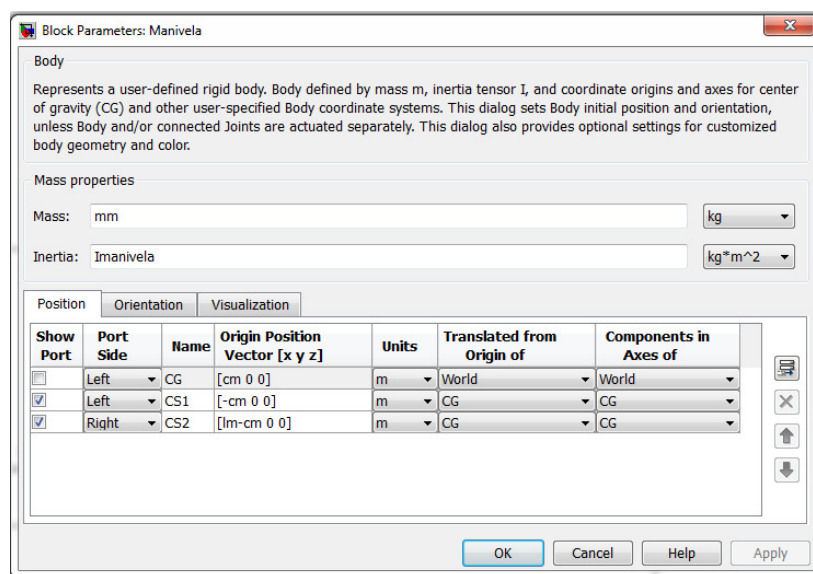 Block Parameters: Manivela
Body
Represents a user-defined rigid body. Body defined by mass m, inertia tensor I, and coordinate origins and axes for center
of gravity (CG) and other user-specified Body coordinate systems. This dialog sets Body initial position and orientation,
unless Body and/or connected Joints are actuated separately. This dialog also provides optional settings for customized
body geometry and color.
Mass properties
Mass: mm kg
Inertia: Imanivela kg*m^2
Position Orientation Visualization
Show Port Port Side Name Origin Position Vector [x y z] Units Translated from Origin of Components in Axes of
Left CG [cm 0 0] m World World
Left CS1 [-cm 0 0] m CG CG
Right CS2 [lm-cm 0 0] m CG CG
OK Cancel Help Apply